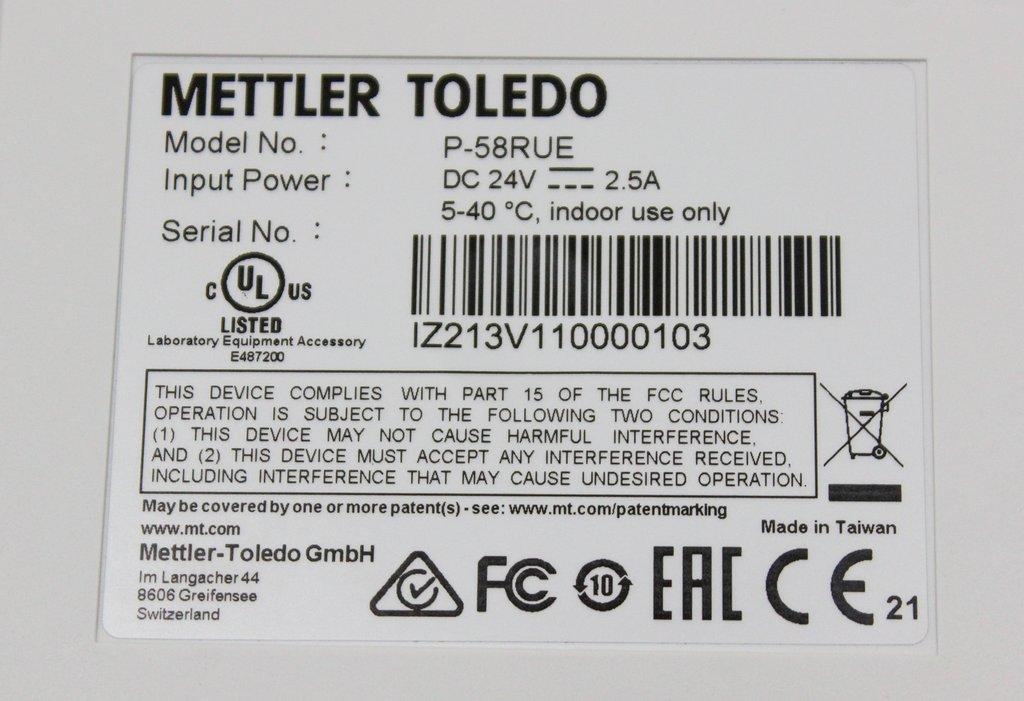 METTLER TOLEDO
Model No. : P-58RUE
Input Power : DC 24V 2.5A
5-40 °C, indoor use only
Serial No. :
C UL US
LISTED
IZ213V110000103
Laboratory Equipment Accessory
E487200
THIS DEVICE COMPLIES WITH PART 15 OF THE FCC RULES,
OPERATION IS SUBJECT TO THE FOLLOWING TWO CONDITIONS:
(1) THIS DEVICE MAY NOT CAUSE HARMFUL INTERFERENCE,
AND (2) THIS DEVICE MUST ACCEPT ANY INTERFERENCE RECEIVED,
INCLUDING INTERFERENCE THAT MAY CAUSE UNDESIRED OPERATION.
May be covered by one or more patent(s) - see: www.mt.com/patentmarking
www.mt.com
Made in Taiwan
Mettler-Toledo GmbH
Im Langacher 44
8606 Greifensee
Switzerland
FC 10 EAC CE 21